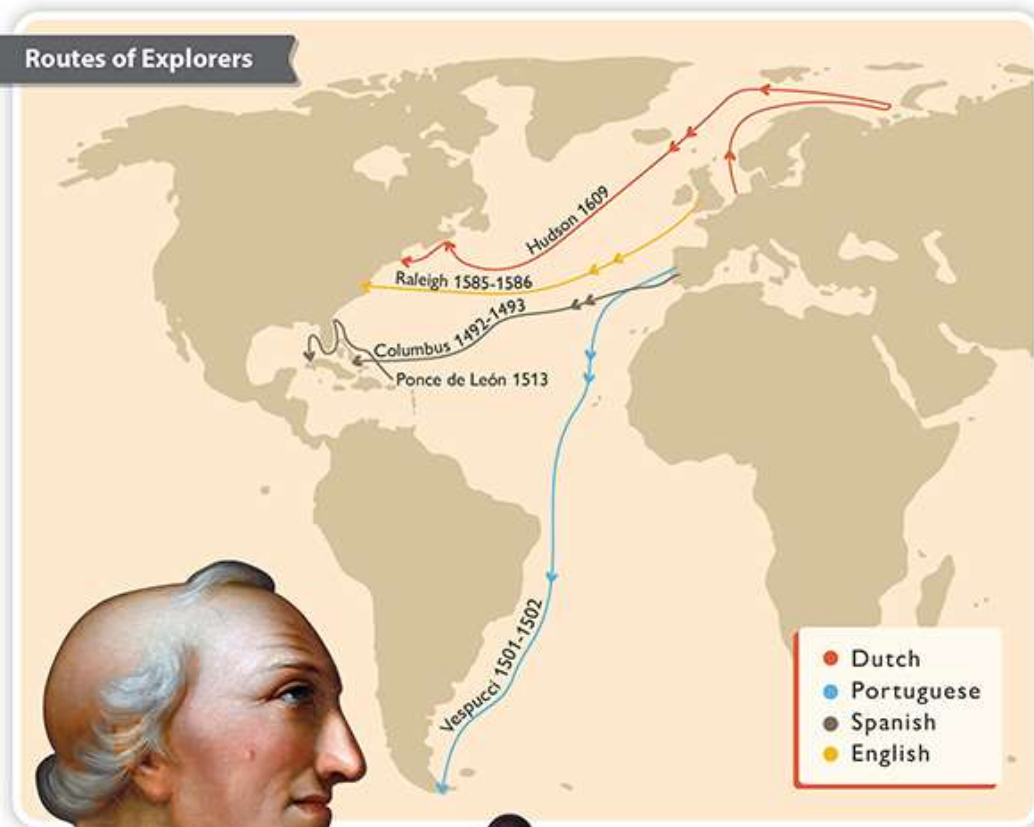 Routes of Explorers
Hudson 1609
Raleigh 1585-1586
Columbus 1492-1493
Ponce de León 1513
Vespucci 1501-1502
Dutch
Portuguese
Spanish
English